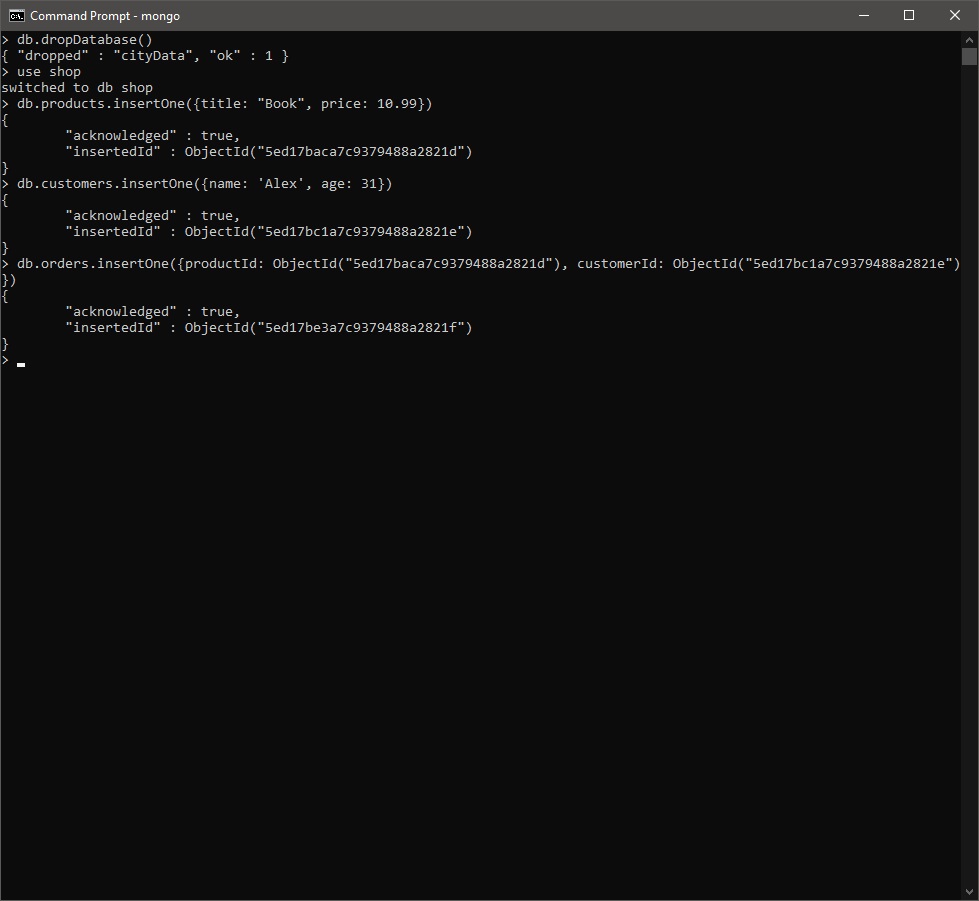 Command Prompt - mongo
> db.dropDatabase()
{ "dropped" : "cityData", "ok" : 1 }
> use shop
switched to db shop
> db.products.insertOne({title: "Book", price: 10.99})
{
        "acknowledged" : true,
        "insertedId" : ObjectId("5ed17baca7c9379488a2821d")
}
> db.customers.insertOne({name: 'Alex', age: 31})
{
        "acknowledged" : true,
        "insertedId" : ObjectId("5ed17bc1a7c9379488a2821e")
}
> db.orders.insertOne({productId: ObjectId("5ed17baca7c9379488a2821d"), customerId: ObjectId("5ed17bc1a7c9379488a2821e")
})
{
        "acknowledged" : true,
        "insertedId" : ObjectId("5ed17be3a7c9379488a2821f")
}
>